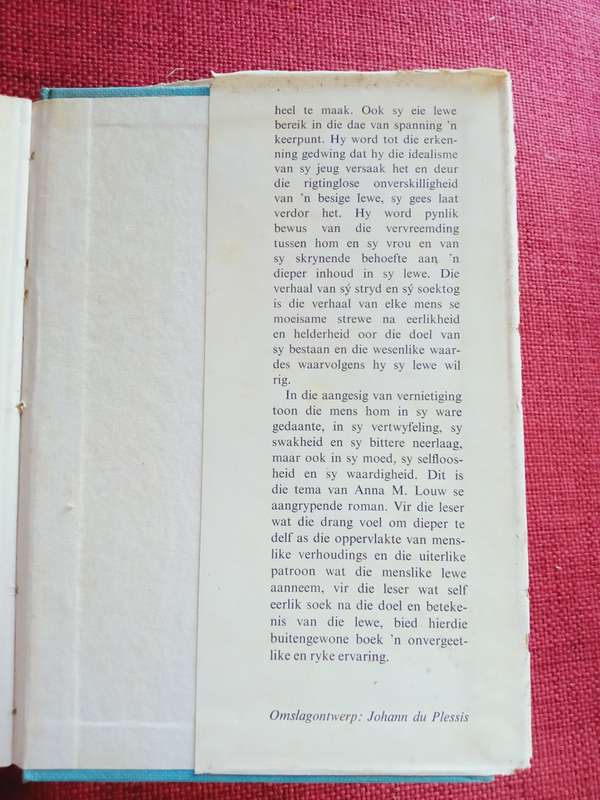 heel te maak. Ook sy eie lewe
bereik in die dae van spanning 'n
keerpunt. Hy word tot die erken-
ning gedwing dat hy die idealisme
van sy jeug versaak het en deur
die rigtinglose onverskilligheid
van 'n besige lewe, sy gees laat
verdor het. Hy word pynlik
bewus van die vervreemding
tussen hom en sy vrou en van
sy skrynende behoefte aan 'n
dieper inhoud in sy lewe. Die
verhaal van sý stryd en sý soektog
is die verhaal van elke mens se
moeisame strewe na eerlikheid
en helderheid oor die doel van
sy bestaan en die wesenlike waar-
des waarvolgens hy sy lewe wil
rig.
In die aangesig van vernietiging
toon die mens hom in sy ware
gedaante, in sy vertwyfeling, sy
swakheid en sy bittere neerlaag,
maar ook in sy moed, sy selfloos-
heid en sy waardigheid. Dit is
die tema van Anna M. Louw se
aangrypende roman. Vir die leser
wat die drang voel om dieper te
delf as die oppervlakte van mens-
like verhoudings en die uiterlike
patroon wat die menslike lewe
aanneem, vir die leser wat self
eerlik soek na die doel en beteke-
nis van die lewe, bied hierdie
buitengewone boek 'n onvergeet-
like en ryke ervaring.
Omslagontwerp: Johann du Plessis